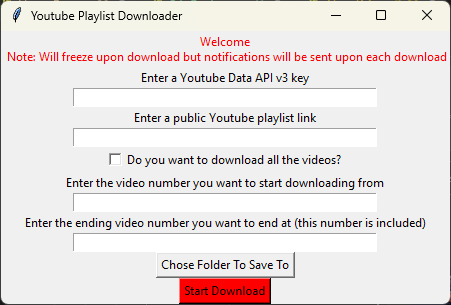 Youtube Playlist Downloader
Welcome
Note: Will freeze upon download but notifications will be sent upon each download
Enter a Youtube Data API v3 key
Enter a public Youtube playlist link
Do you want to download all the videos?
Enter the video number you want to start downloading from
Enter the ending video number you want to end at (this number is included)
Chose Folder To Save To
Start Download